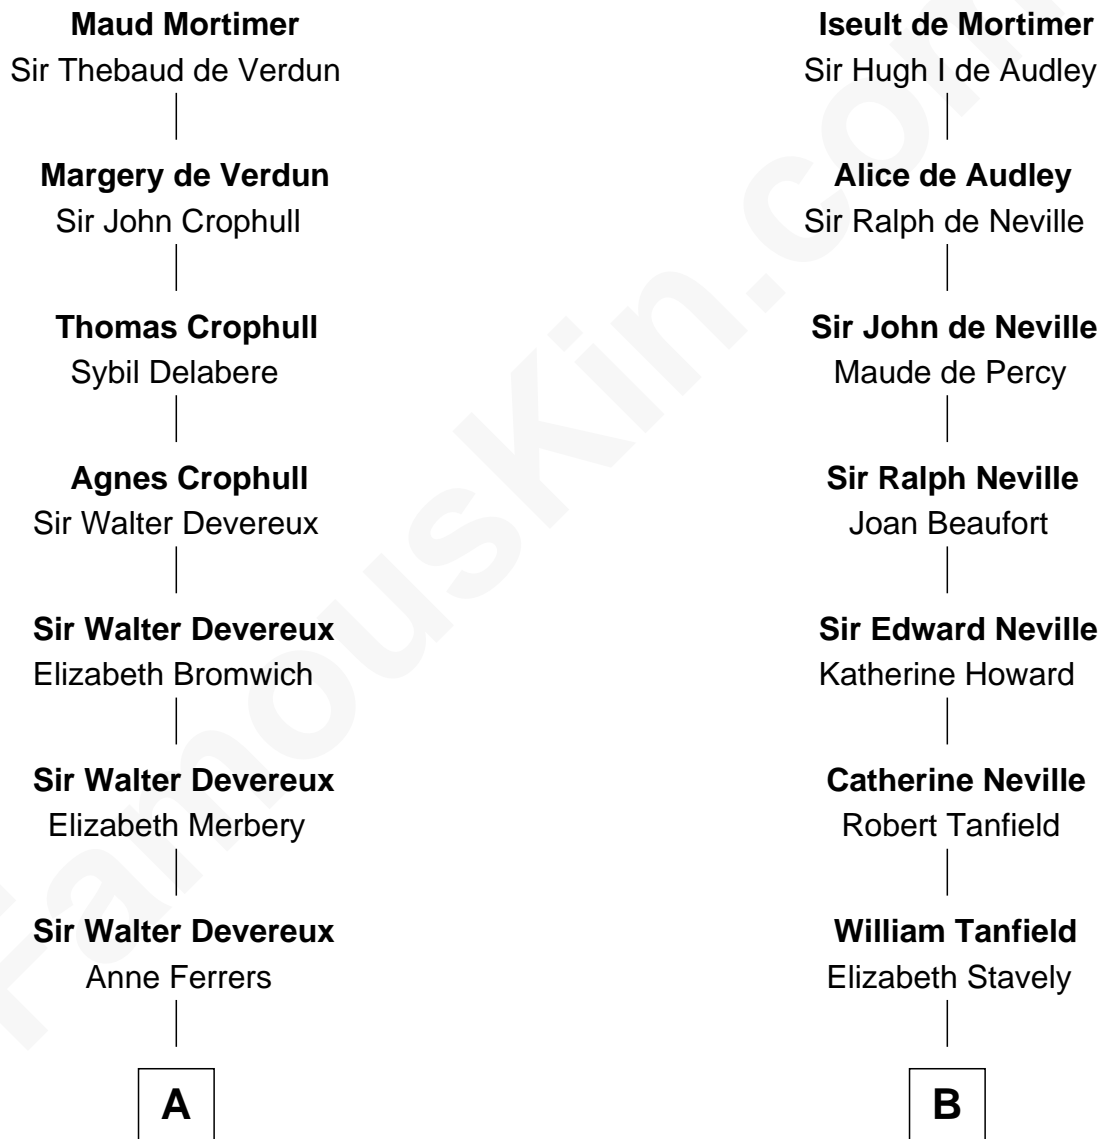 Maud Mortimer
Sir Thebaud de Verdun
Margery de Verdun
Sir John Crophull
Thomas Crophull
Sybil Delabere
Agnes Crophull
Sir Walter Devereux
Sir Walter Devereux
Elizabeth Bromwich
Sir Walter Devereux
Elizabeth Merbery
Sir Walter Devereux
Anne Ferrers
A
Iseult de Mortimer
Sir Hugh I de Audley
Alice de Audley
Sir Ralph de Neville
Sir John de Neville
Maude de Percy
Sir Ralph Neville
Joan Beaufort
Sir Edward Neville
Katherine Howard
Catherine Neville
Robert Tanfield
William Tanfield
Elizabeth Stavely
B
FamousKin.com